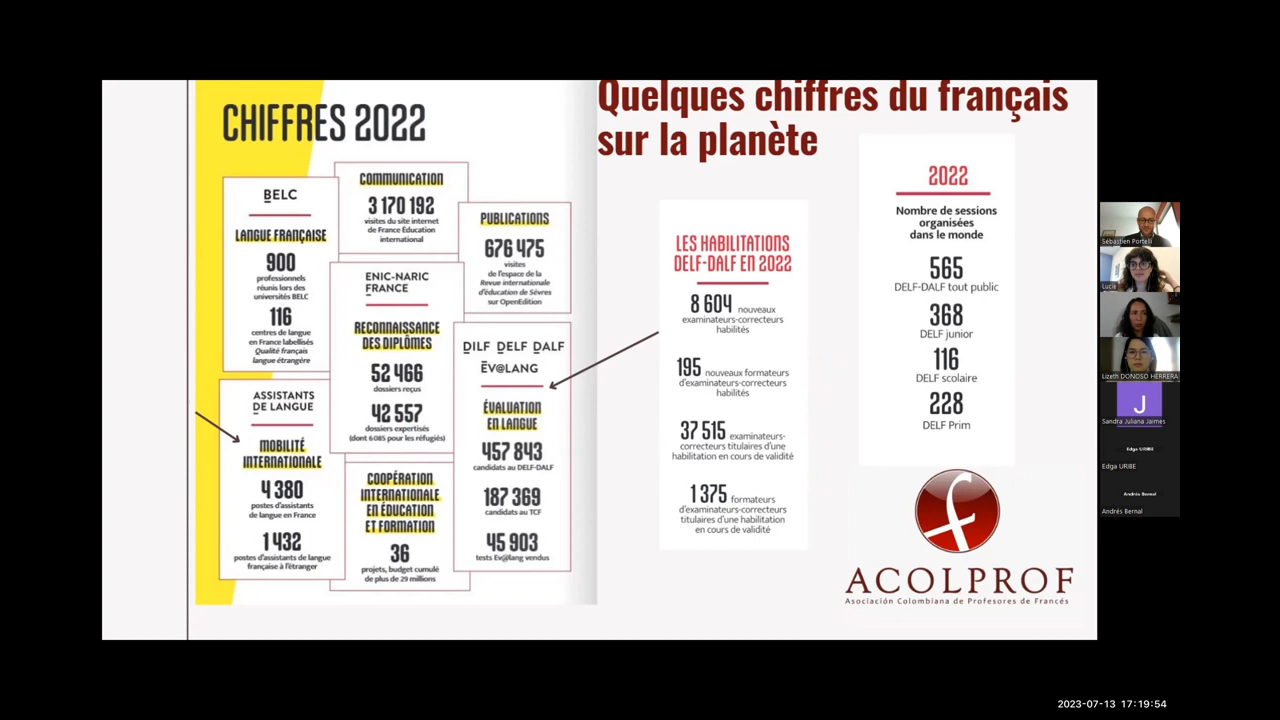 Quelques chiffres du français
sur la planète
CHIFFRES 2022
BELC
LANGUE FRANÇAISE
900
professionnels
réunis lors des
universités BELC
116
centres de langue
en France labellisés
Qualité français
langue étrangère
COMMUNICATION
3 170 192
visites du site internet
de France Éducation
international
PUBLICATIONS
676 475
visites
de l'espace de la
Revue internationale
d'éducation de Sèvres
sur OpenEdition
ENIC-NARIC
FRANCE
RECONNAISSANCE
DES DIPLÔMES
52 466
dossiers reçus
42 557
dossiers expertisés
(dont 6 085 pour les réfugiés)
DILF DELF DALF
EV@LANG
ÉVALUATION
EN LANGUE
457 843
candidats au DELF-DALF
187 369
candidats au TCF
45 903
tests Ev@lang vendus
ASSISTANTS
DE LANGUE
MOBILITÉ
INTERNATIONALE
4 380
postes d'assistants
de langue en France
1 432
postes d'assistants de langue
française à l'étranger
COOPÉRATION
INTERNATIONALE
EN ÉDUCATION
ET FORMATION
36
projets, budget cumulé
de plus de 29 millions
LES HABILITATIONS
DELF-DALF EN 2022
8 604 nouveaux
examinateurs-correcteurs
habilités
195 nouveaux formateurs
d'examinateurs-correcteurs
habilités
37 515 examinateurs-
correcteurs titulaires d'une
habilitation en cours de validité
1 375 formateurs
d'examinateurs-correcteurs
titulaires d'une habilitation
en cours de validité
2022
Nombre de sessions
organisées
dans le monde
565
DELF-DALF tout public
368
DELF junior
116
DELF scolaire
228
DELF Prim
f
ACOLPROF
Asociación Colombiana de Profesores de Francés
Sébastien Portelli
Lucie
Lizeth DONOSO HERRERA
J
Sandra Juliana Jaimes
Edga URIBE
Edga URIBE
Andrés Bernal
Andrés Bernal
2023-07-13 17:19:54